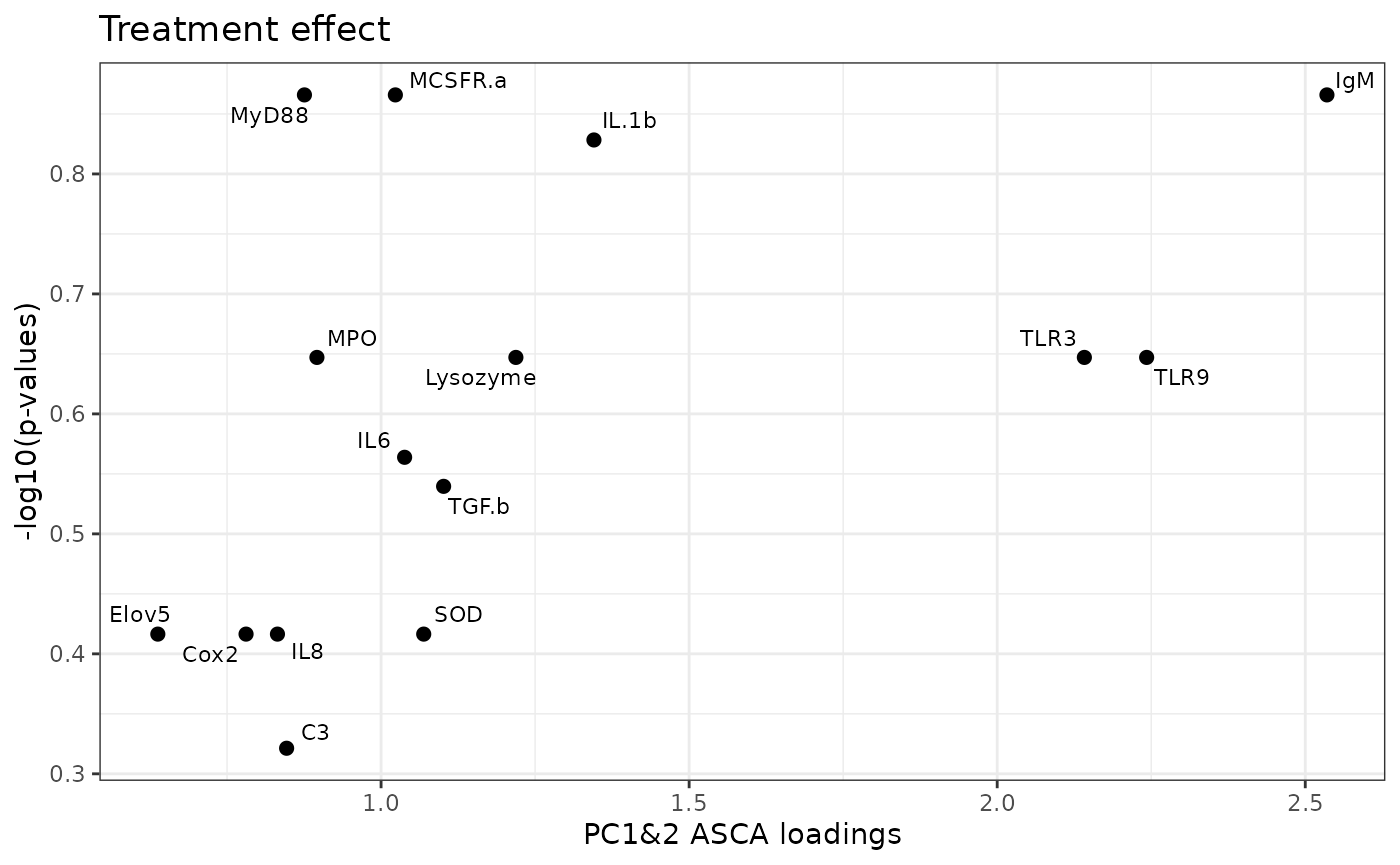 Treatment effect
MCSFR.a
IgM
MyD88
IL.1b
0.8
0.7
MPO
TLR3
Lysozyme
TLR9
0.6
IL6
TGF.b
0.5
Elov5
SOD
Cox2
IL8
0.4
C3
0.3
-log10(p-values)
1.0
1.5
2.0
2.5
PC1&2 ASCA loadings